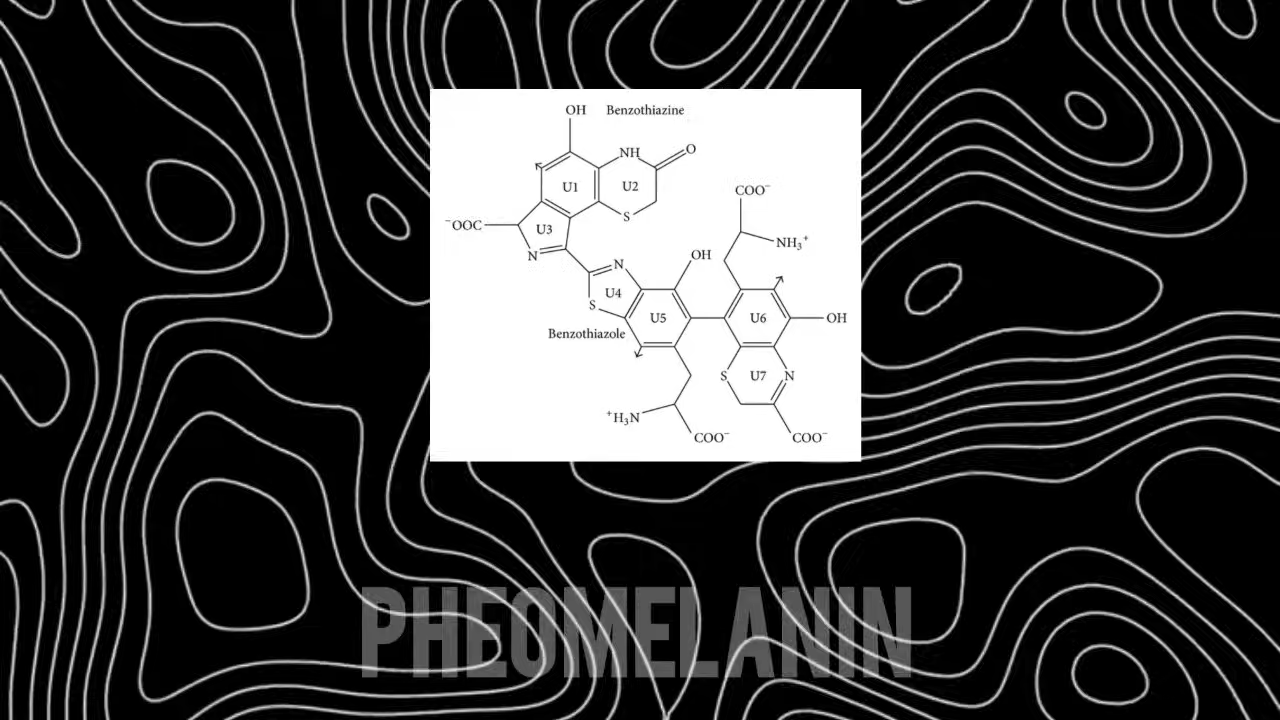 OH Benzothiazine
NH
O
U1
U2
COO⁻
S
⁻OOC
U3
NH₃⁺
N
OH
N
U4
S
U5
U6
OH
Benzothiazole
S
U7
N
⁺H₃N
COO⁻
COO⁻
PHEOMELANIN